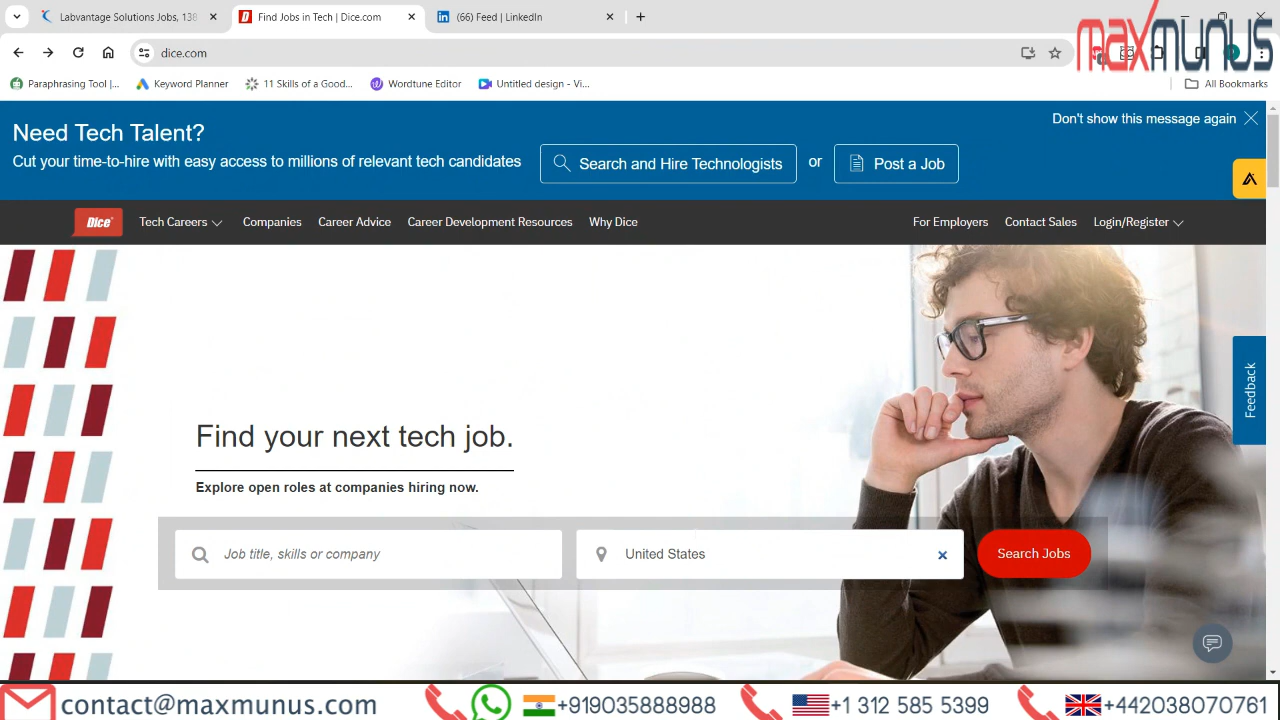 Labvantage Solutions Jobs, 138
Find Jobs in Tech | Dice.com
(66) Feed | LinkedIn
maxmunus
dice.com
Paraphrasing Tool |...
Keyword Planner
11 Skills of a Good...
Wordtune Editor
Untitled design - Vi...
All Bookmarks
Need Tech Talent?
Don't show this message again
Cut your time-to-hire with easy access to millions of relevant tech candidates
Search and Hire Technologists
or
Post a Job
Dice
Tech Careers
Companies
Career Advice
Career Development Resources
Why Dice
For Employers
Contact Sales
Login/Register
Feedback
Find your next tech job.
Explore open roles at companies hiring now.
Job title, skills or company
United States
Search Jobs
contact@maxmunus.com
+919035888988
+1 312 585 5399
+442038070761